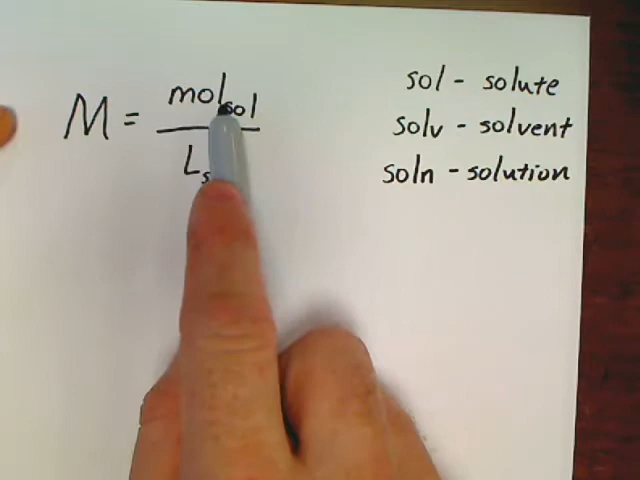 M = mol sol
L
sol - solute
solv - solvent
soln - solution